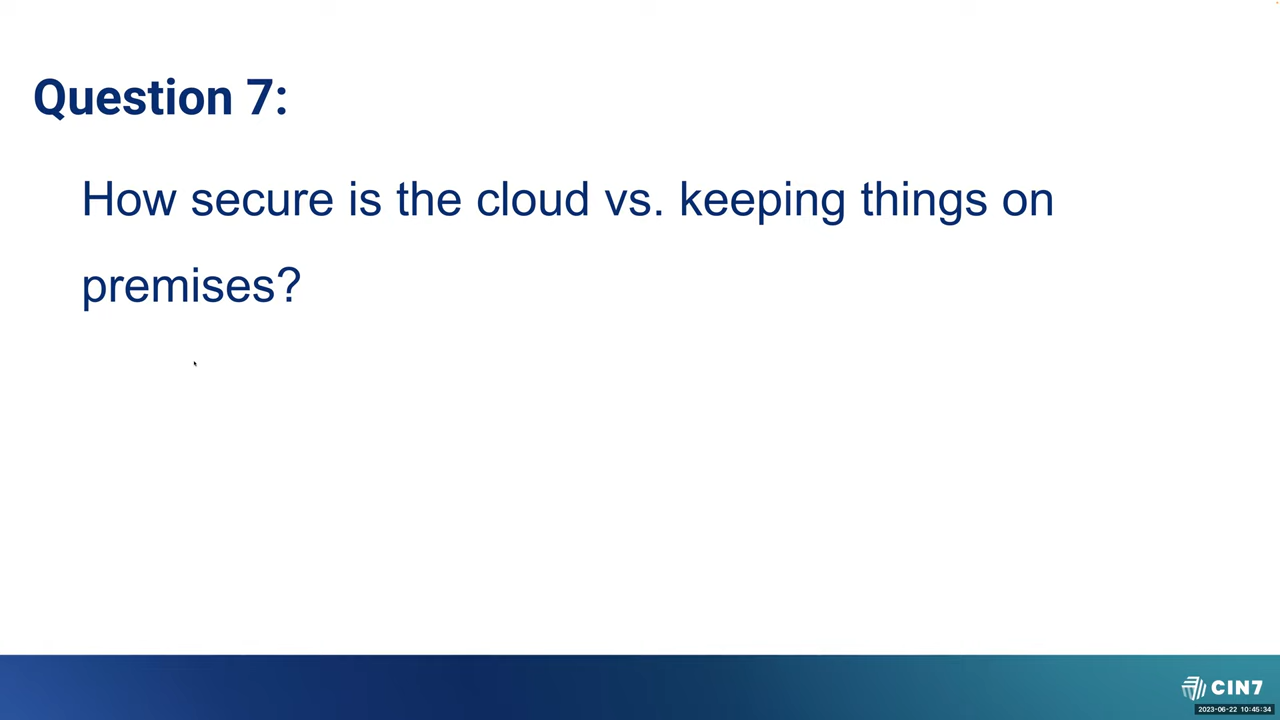 Question 7:
How secure is the cloud vs. keeping things on
premises?
CIN7
2023-06-22 10:45:34